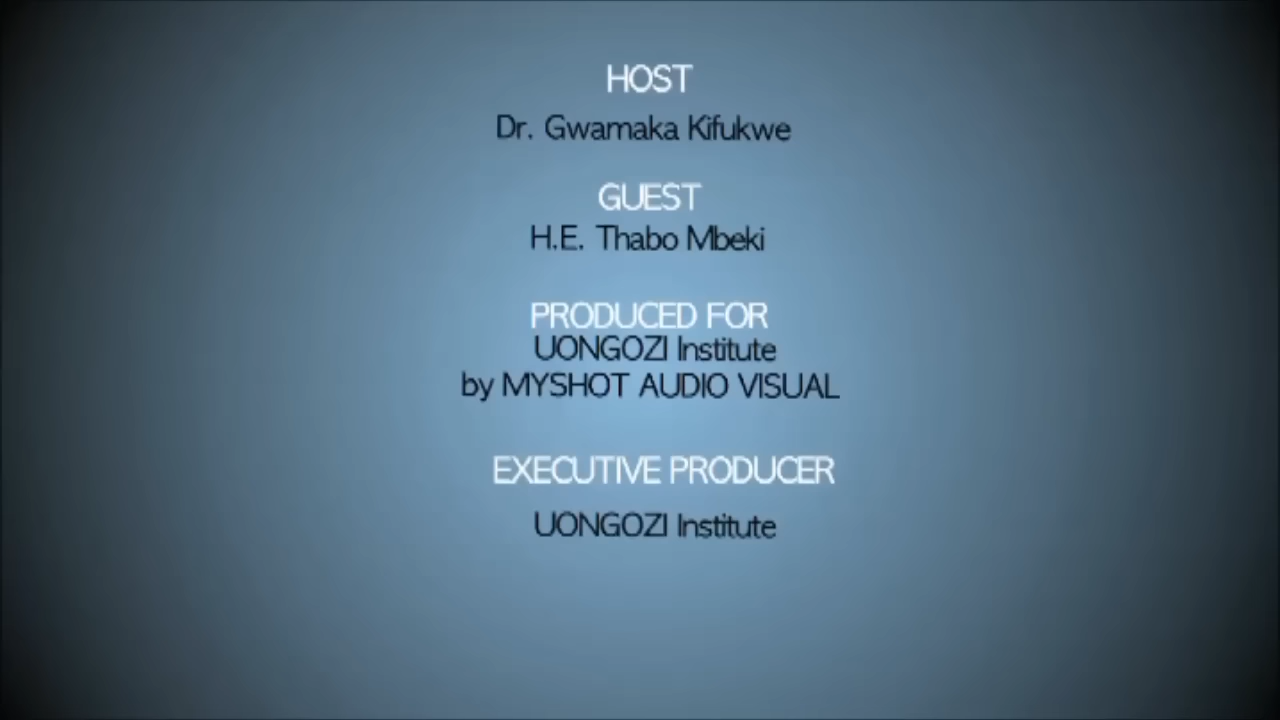 HOST
Dr. Gwamaka Kifukwe
GUEST
H.E. Thabo Mbeki
PRODUCED FOR
UONGOZI Institute
by MYSHOT AUDIO VISUAL
EXECUTIVE PRODUCER
UONGOZI Institute